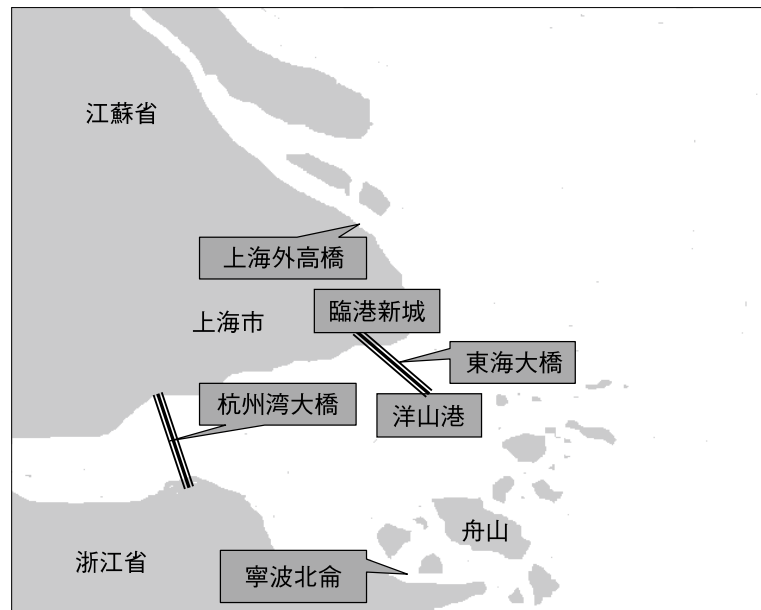 江蘇省
上海外高橋
臨港新城
上海市
東海大橋
杭州湾大橋
洋山港
舟山
浙江省
寧波北侖